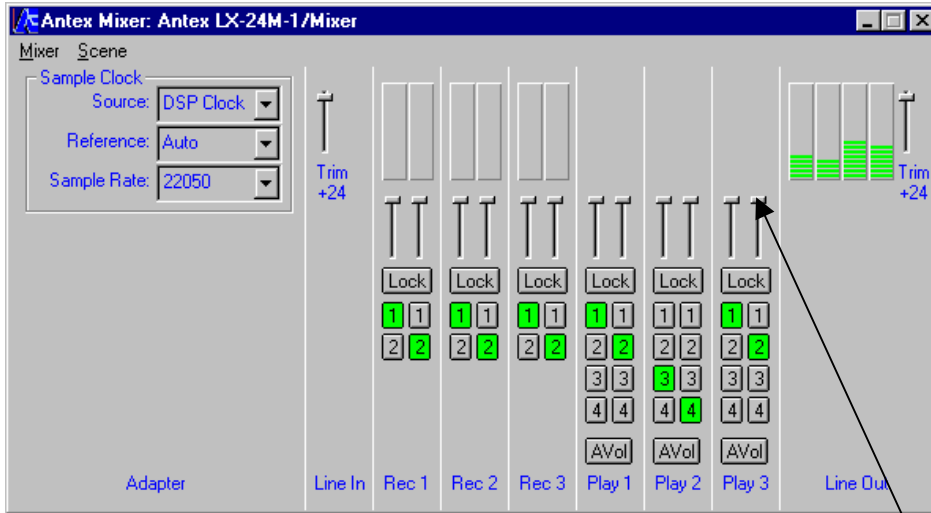 Antex Mixer: Antex LX-24M-1/Mixer
Mixer Scene
Sample Clock
Source: DSP Clock
Reference: Auto
Sample Rate: 22050
Trim
+24
Trim
+24
Lock Lock Lock Lock Lock Lock
1 1 1 1 1 1 1 1 1 1 1 1
2 2 2 2 2 2 2 2 2 2 2 2
3 3 3 3 3 3
4 4 4 4 4 4
AVol AVol AVol
Adapter Line In Rec 1 Rec 2 Rec 3 Play 1 Play 2 Play 3 Line Out